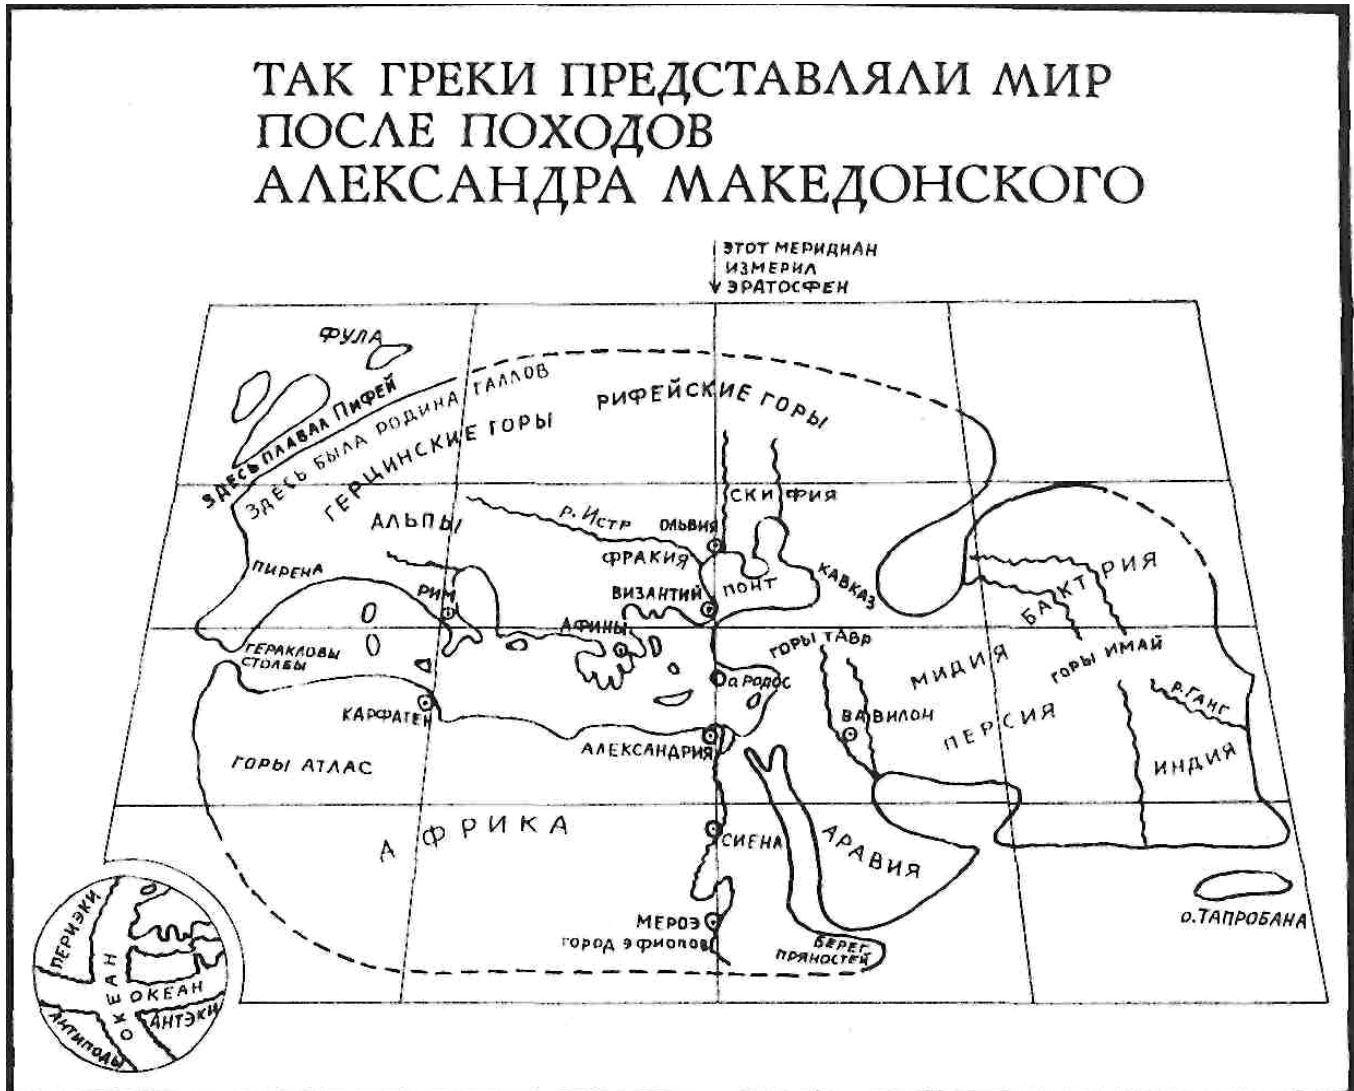 ТАК ГРЕКИ ПРЕДСТАВЛЯЛИ МИР
ПОСЛЕ ПОХОДОВ
АЛЕКСАНДРА МАКЕДОНСКОГО
ЭТОТ МЕРИДИАН
ИЗМЕРИЛ
ЭРАТОСФЕН
ФУЛА
ЗДЕСЬ ПЛАВАЛ ПИФЕЙ
ЗДЕСЬ БЫЛА РОДИНА ГАЛЛОВ
ГЕРЦИНСКИЕ ГОРЫ
РИФЕЙСКИЕ ГОРЫ
СКИФИЯ
АЛЬПЫ
р. ИСТР
ОЛЬВИЯ
ФРАКИЯ
ПИРЕНА
РИМ
ВИЗАНТИЙ
ПОНТ
КАВКАЗ
БАКТРИЯ
АФИНЫ
ГЕРАКЛОВЫ
СТОЛБЫ
ГОРЫ ТАВР
МИДИЯ
ГОРЫ ИМАЙ
о РОДОС
р. ГАНГ
КАРФАГЕН
ВАВИЛОН
ПЕРСИЯ
АЛЕКСАНДРИЯ
ИНДИЯ
ГОРЫ АТЛАС
АФРИКА
СИЕНА
АРАВИЯ
МЕРОЭ
ГОРОД ЭФИОПОВ
БЕРЕГ
ПРЯНОСТЕЙ
о. ТАПРОБАНА
ПЕРИЭКИ
ОКЕАН
ОКЕАН
АНТИПОДЫ
АНТЭКИ